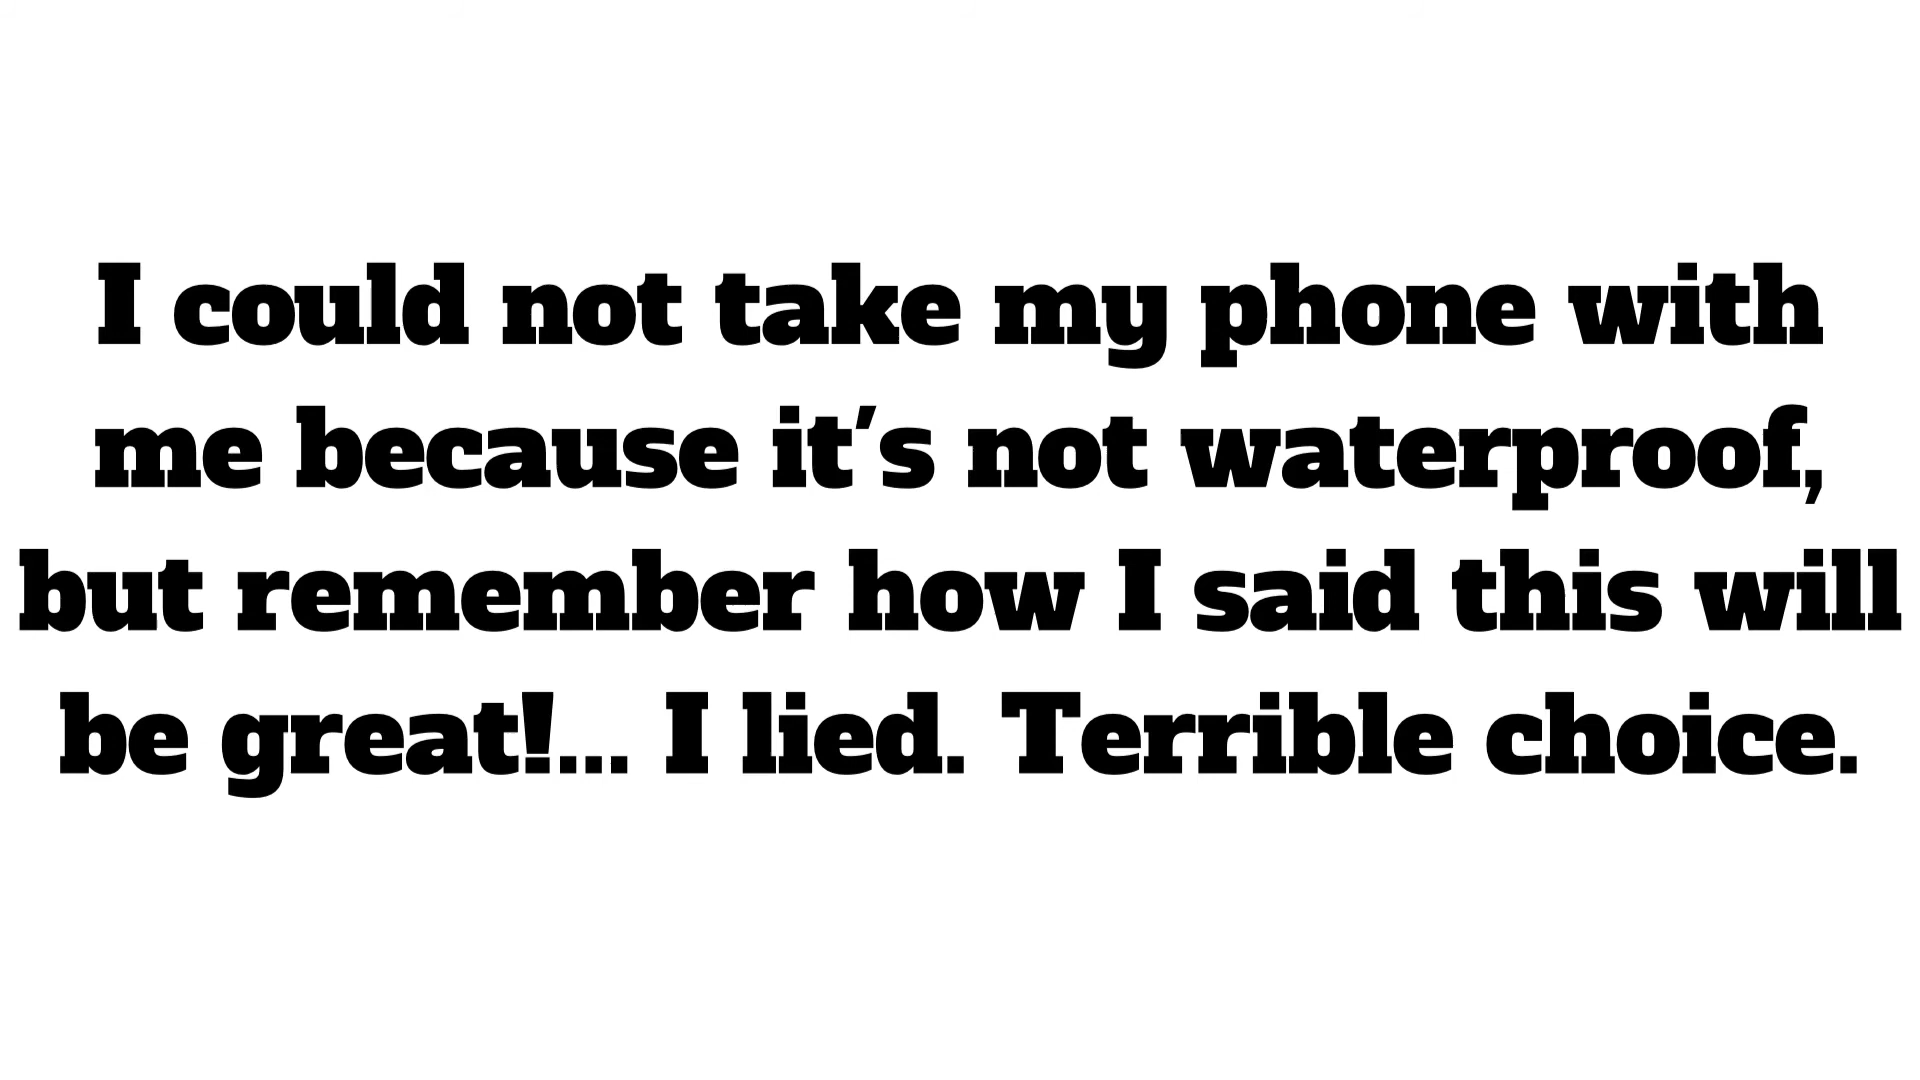 I could not take my phone with
me because it's not waterproof,
but remember how I said this will
be great!... I lied. Terrible choice.